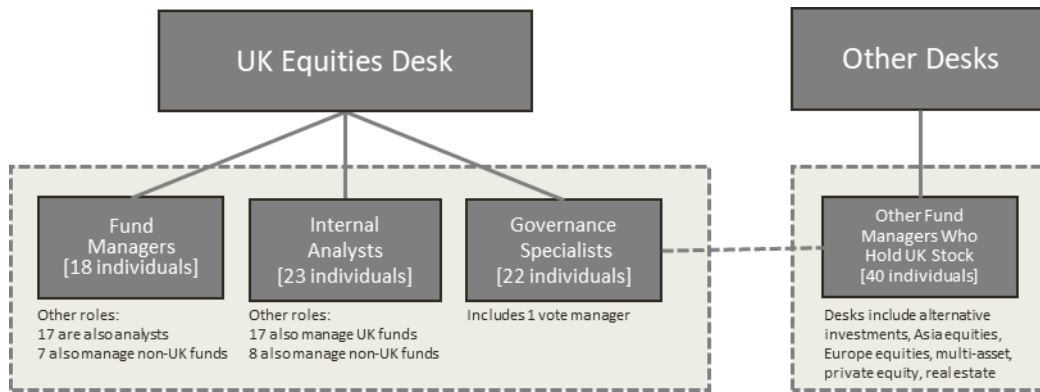 UK Equities Desk
Other Desks
Fund
Managers
[18 individuals]
Internal
Analysts
[23 individuals]
Governance
Specialists
[22 individuals]
Other Fund
Managers Who
Hold UK Stock
[40 individuals]
Other roles:
17 are also analysts
7 also manage non-UK funds
Other roles:
17 also manage UK funds
8 also manage non-UK funds
Includes 1 vote manager
Desks include alternative
investments, Asia equities,
Europe equities, multi-asset,
private equity, real estate